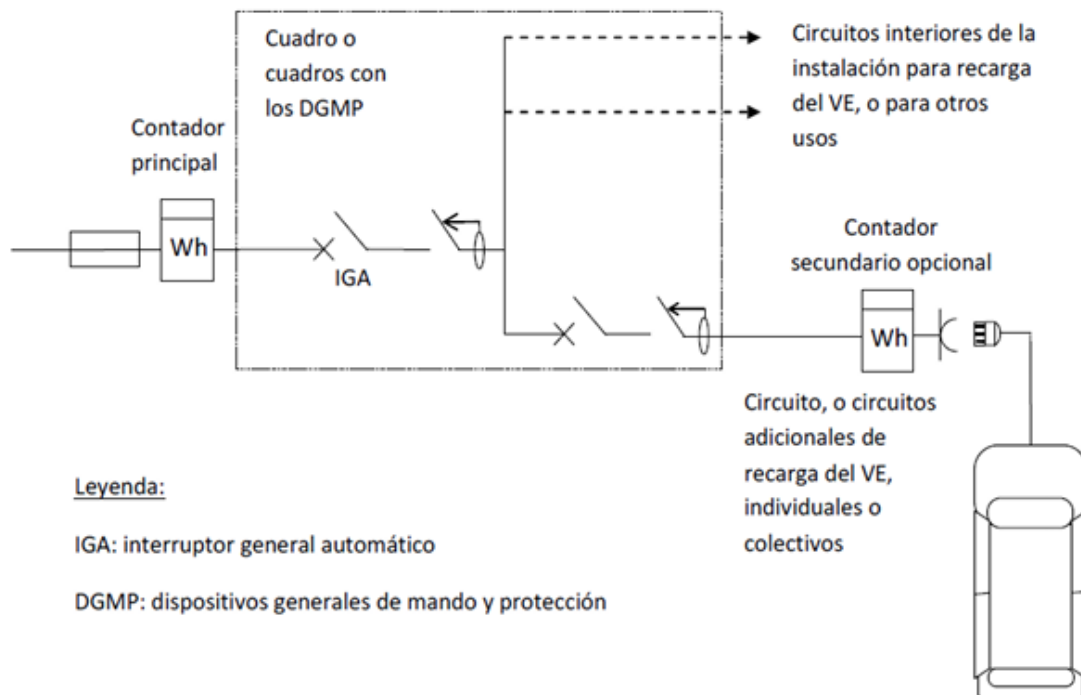 Cuadro o
cuadros con
los DGMP
Circuitos interiores de la
instalación para recarga
del VE, o para otros
usos
Contador
principal
Wh
IGA
Contador
secundario opcional
Wh
Circuito, o circuitos
adicionales de
recarga del VE,
individuales o
colectivos
Leyenda:
IGA: interruptor general automático
DGMP: dispositivos generales de mando y protección